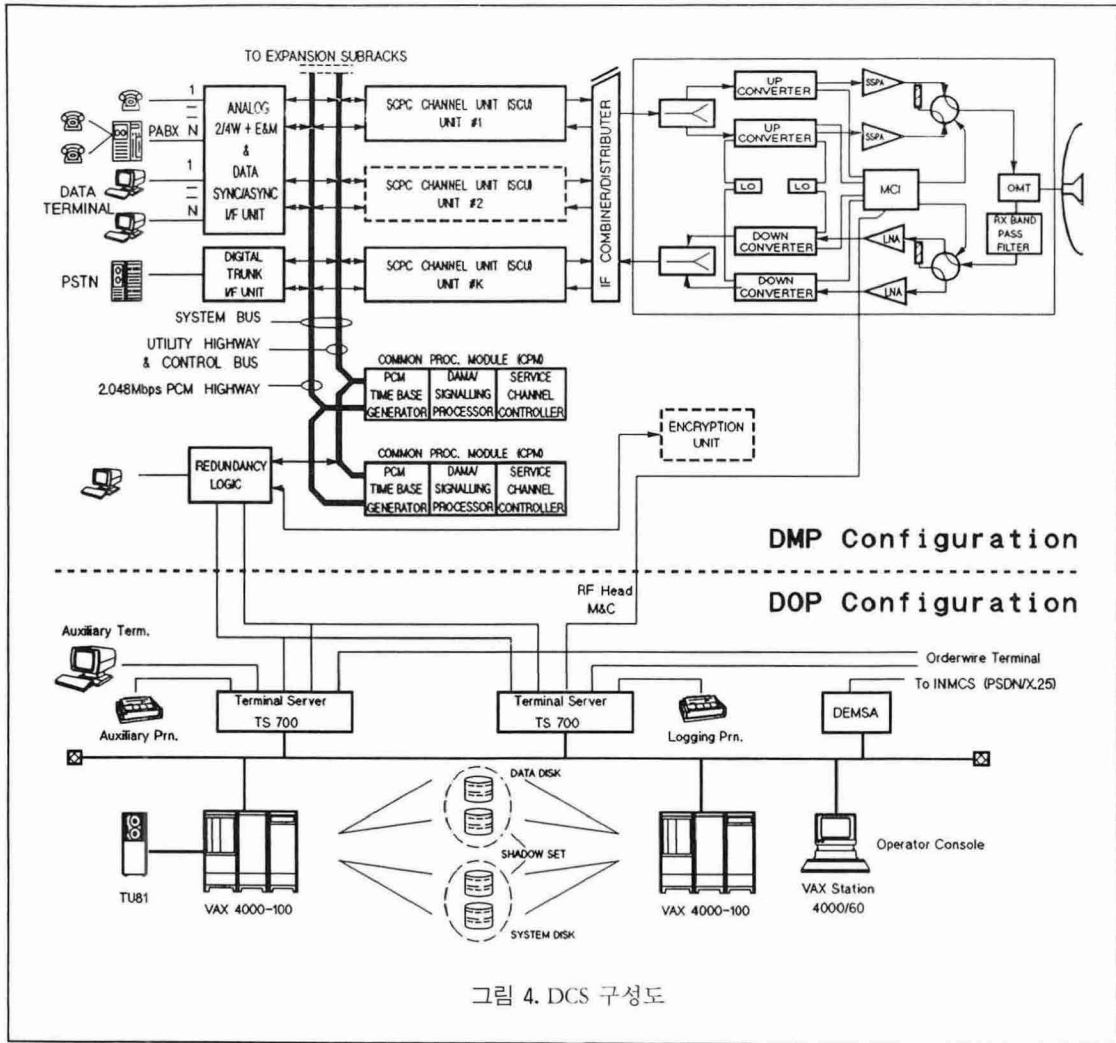 TO EXPANSION SUBRACKS
1
N
PABX
1
N
DATA
TERMINAL
PSTN
ANALOG
2/4W + E&M
&
DATA
SYNC/ASYNC
I/F UNIT
DIGITAL
TRUNK
I/F UNIT
SCPC CHANNEL UNIT (SCU)
UNIT #1
SCPC CHANNEL UNIT (SCU)
UNIT #2
SCPC CHANNEL UNIT (SCU)
UNIT #K
IF COMBINER/DISTRIBUTER
UP
CONVERTER
UP
CONVERTER
SSPA
SSPA
LO
LO
MCI
DOWN
CONVERTER
DOWN
CONVERTER
LNA
LNA
OMT
RX BAND
PASS
FILTER
SYSTEM BUS
UTILITY HIGHWAY
& CONTROL BUS
2.048Mbps PCM HIGHWAY
COMMON PROC. MODULE (CPM)
PCM
TIME BASE
GENERATOR
DAMA/
SIGNALLING
PROCESSOR
SERVICE
CHANNEL
CONTROLLER
COMMON PROC. MODULE (CPM)
PCM
TIME BASE
GENERATOR
DAMA/
SIGNALLING
PROCESSOR
SERVICE
CHANNEL
CONTROLLER
ENCRYPTION
UNIT
REDUNDANCY
LOGIC
DMP Configuration
RF Head
M&C
DOP Configuration
Auxiliary Term.
Auxiliary Prn.
Terminal Server
TS 700
Terminal Server
TS 700
Logging Prn.
Orderwire Terminal
To INMCS (PSDN/X.25)
DEMSA
DATA DISK
SHADOW SET
SYSTEM DISK
TU81
VAX 4000-100
VAX 4000-100
Operator Console
VAX Station
4000/60
그림 4. DCS 구성도